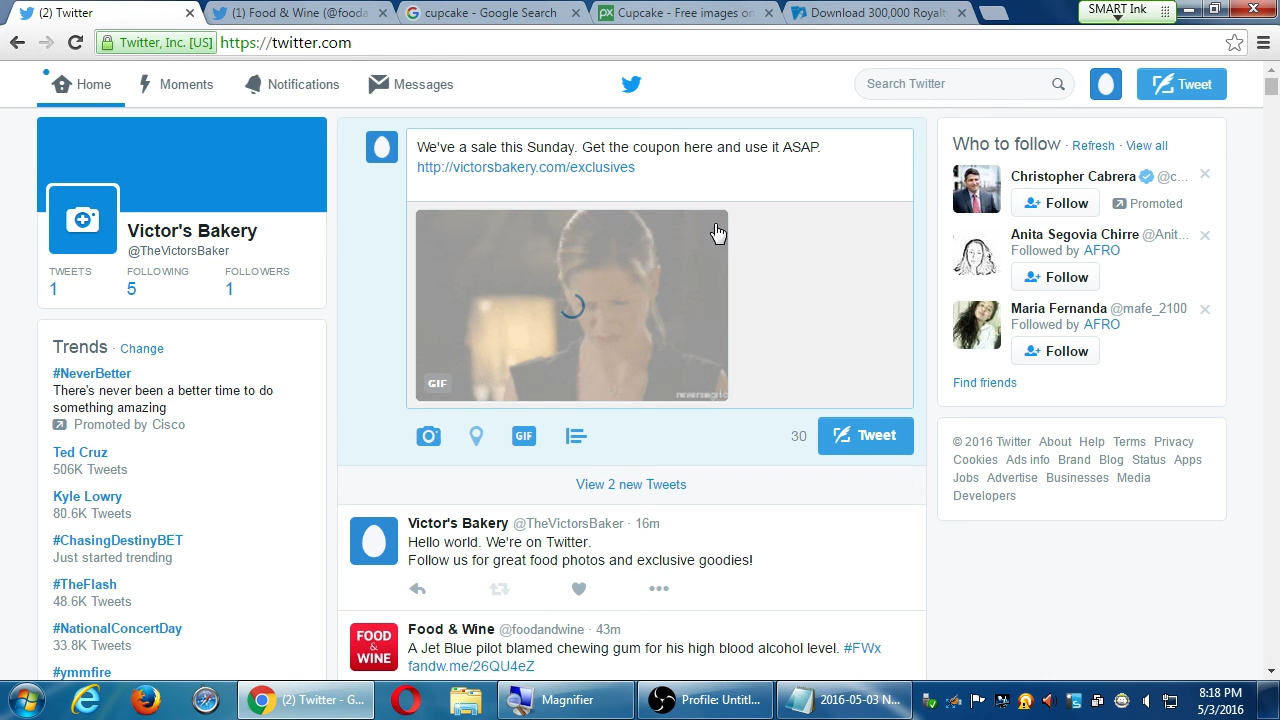 (2) Twitter
(1) Food & Wine (@fooda
cupcake - Google Search
Cupcake - Free images on
Download 300,000 Royalt
SMART Ink
Twitter, Inc. [US]
https://twitter.com
Home
Moments
Notifications
Messages
Search Twitter
Tweet
Victor's Bakery
@TheVictorsBaker
TWEETS
FOLLOWING
FOLLOWERS
1
5
1
Trends · Change
#NeverBetter
There's never been a better time to do
something amazing
Promoted by Cisco
Ted Cruz
506K Tweets
Kyle Lowry
80.6K Tweets
#ChasingDestinyBET
Just started trending
#TheFlash
48.6K Tweets
#NationalConcertDay
33.8K Tweets
#ymmfire
We've a sale this Sunday. Get the coupon here and use it ASAP.
http://victorsbakery.com/exclusives
GIF
GIF
30
Tweet
View 2 new Tweets
Victor's Bakery @TheVictorsBaker · 16m
Hello world. We're on Twitter.
Follow us for great food photos and exclusive goodies!
FOOD
&
WINE
Food & Wine @foodandwine · 43m
A Jet Blue pilot blamed chewing gum for his high blood alcohol level. #FWx
fandw.me/26QU4eZ
Who to follow · Refresh · View all
Christopher Cabrera @c...
Follow
Promoted
Anita Segovia Chirre @Anit...
Followed by AFRO
Follow
Maria Fernanda @mafe_2100
Followed by AFRO
Follow
Find friends
© 2016 Twitter About Help Terms Privacy
Cookies Ads info Brand Blog Status Apps
Jobs Advertise Businesses Media
Developers
(2) Twitter - G...
Magnifier
Profile: Untitl...
2016-05-03 N...
8:18 PM
5/3/2016